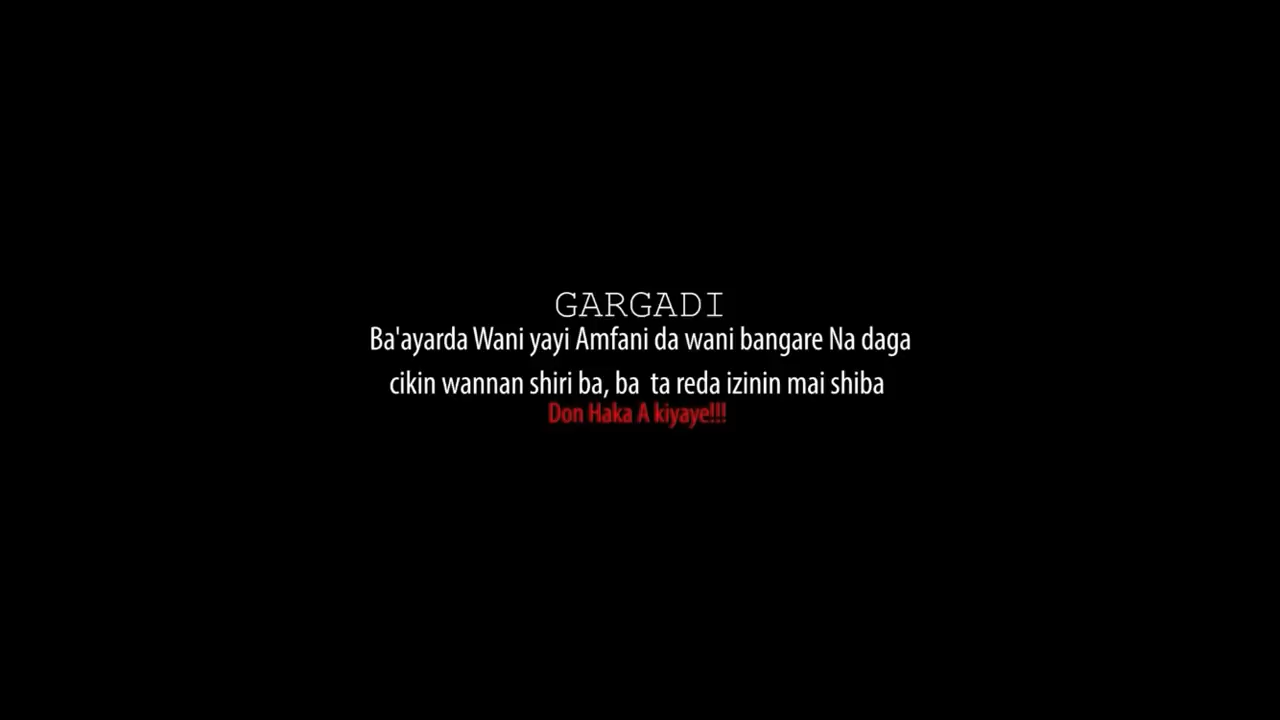 GARGADI
Ba'ayarda Wani yayi Amfani da wani bangare Na daga
cikin wannan shiri ba, ba ta reda izinin mai shiba
Don Haka A kiyaye!!!